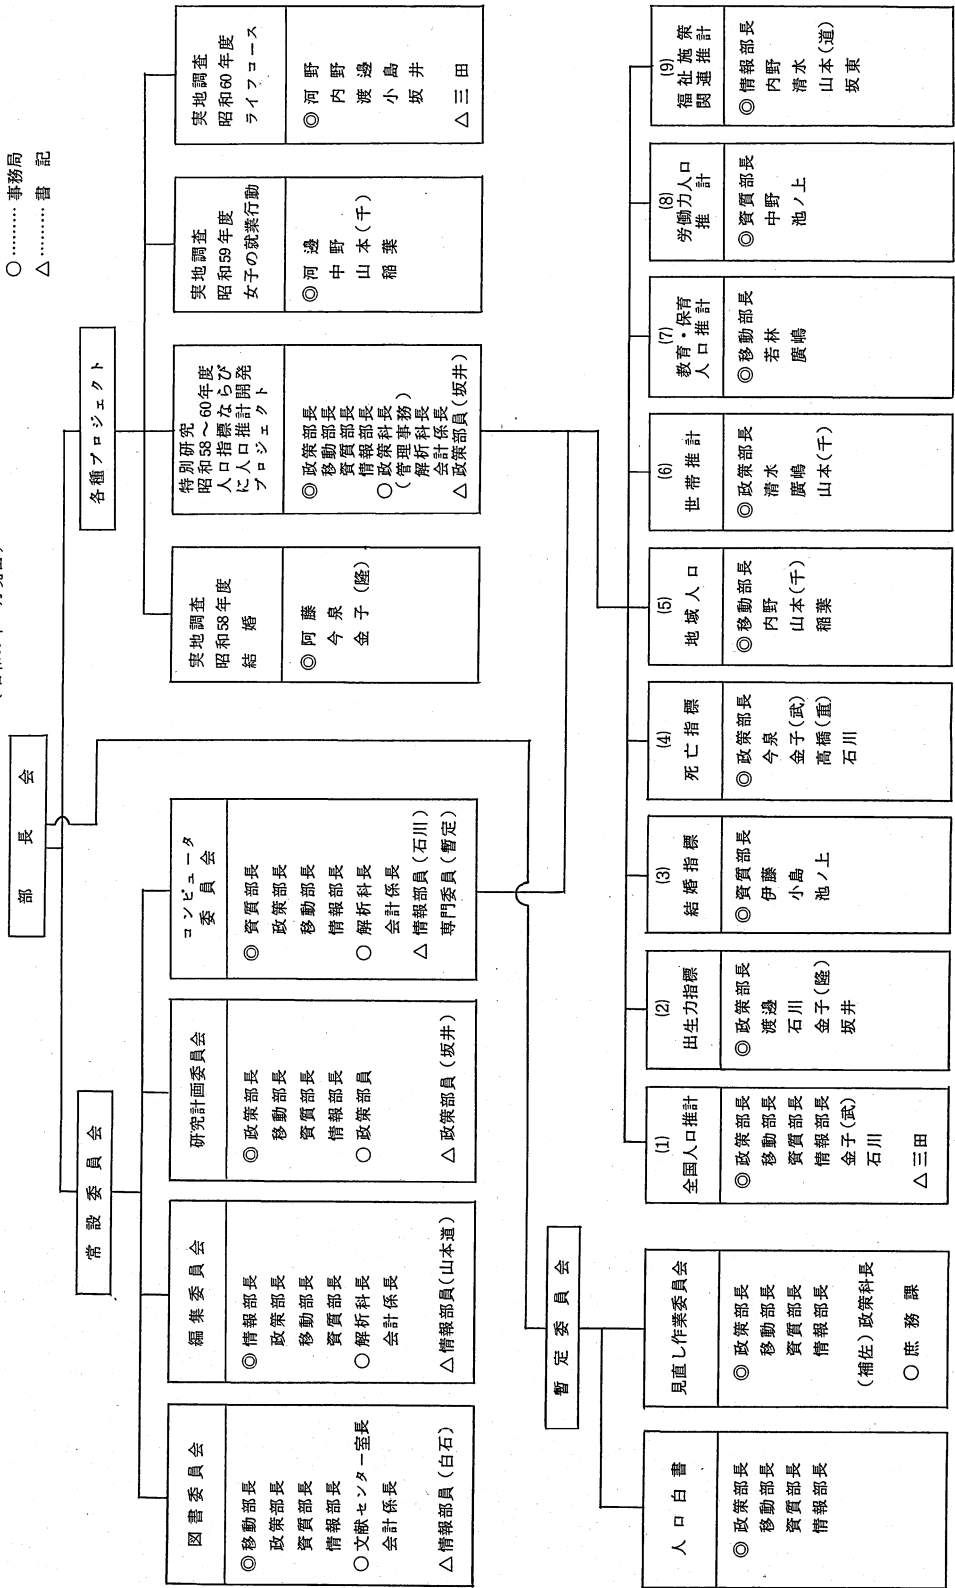 ○………事務局
△………書　記
部　長　会
常設委員会
各種プロジェクト
図書委員会
◎移動部長
政策部長
資質部長
情報部長
○文献センター室長
会計係長
△情報部員(白石)
編集委員会
◎情報部長
政策部長
移動部長
資質部長
○解析科長
会計係長
△情報部員(山本道)
研究計画委員会
◎政策部長
移動部長
資質部長
情報部長
○政策部員
△政策部員(坂井)
コンピュータ
委員会
◎資質部長
政策部長
移動部長
情報部長
○解析科長
会計係長
△情報部員(石川)
専門委員(暫定)
実地調査
昭和58年度
結　婚
◎阿藤
今泉
金子(隆)
特別研究
昭和58～60年度
人口指標ならび
に人口推計開発
プロジェクト
◎政策部長
移動部長
資質部長
情報部長
○政策科長
(管理事務)
解析科長
会計係長
△政策部員(坂井)
実地調査
昭和59年度
女子の就業行動
◎河邊
中野
山本(千)
稲葉
実地調査
昭和60年度
ライフコース
◎河野
内野
渡邊
小島
坂井
△三田
暫定委員会
人口白書
◎政策部長
移動部長
資質部長
情報部長
見直し作業委員会
◎政策部長
移動部長
資質部長
情報部長
(補佐)政策科長
○庶務課
(1)
全国人口推計
◎政策部長
移動部長
資質部長
情報部長
金子(武)
石川
△三田
(2)
出生力指標
◎政策部長
渡邊
石川
金子(隆)
坂井
(3)
結婚指標
◎資質部長
伊藤
小島
池ノ上
(4)
死亡指標
◎政策部長
今泉
金子(武)
高橋(重)
石川
(5)
地域人口
◎移動部長
内野
山本(千)
稲葉
(6)
世帯推計
◎政策部長
清水
廣嶋
山本(千)
(7)
教育・保育
人口推計
◎移動部長
若林
廣嶋
(8)
労働力人口
推計
◎資質部長
中野
池ノ上
(9)
福祉施策
関連推計
◎情報部長
内野
清水
山本(道)
坂東